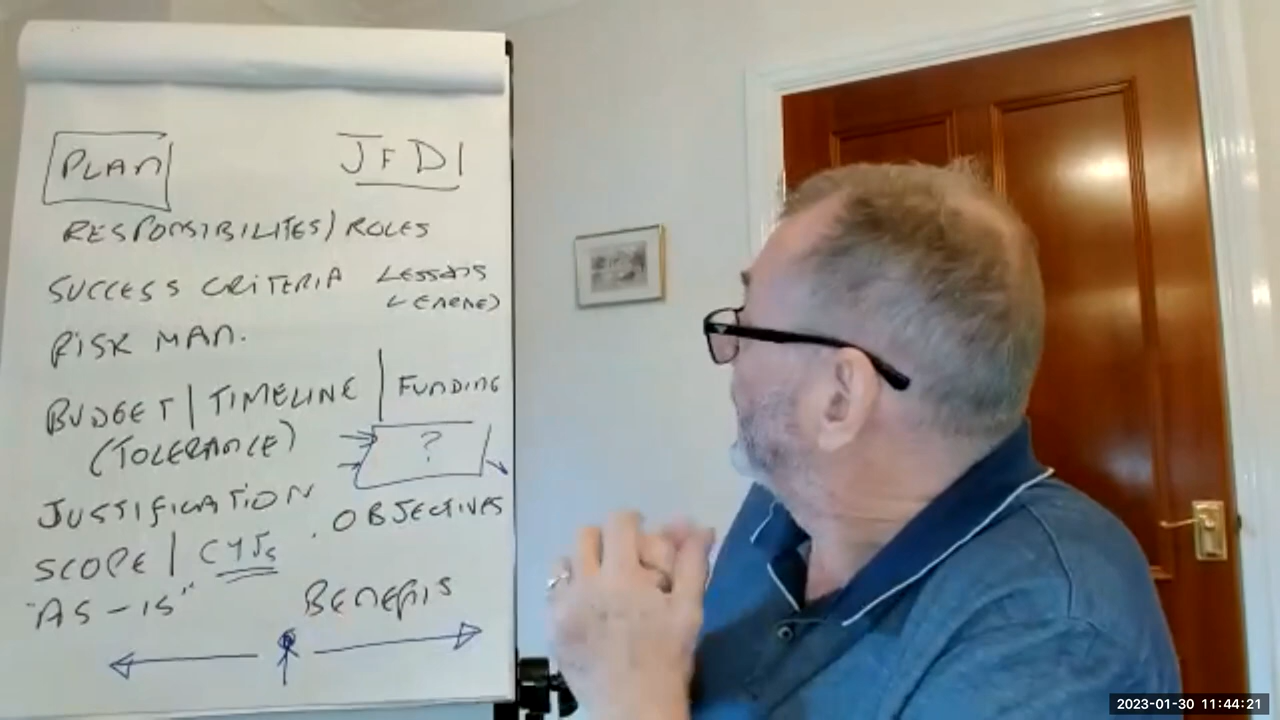 PLAN JFDI
RESPONSIBILITES/ROLES
SUCCESS CRITERIA LESSONS
LEARNED
RISK MAN.
BUDGET | TIMELINE | FUNDING
(TOLERANCE) ?
JUSTIFICATION . OBJECTIVES
SCOPE |
"AS-IS" BENEFITS
2023-01-30 11:44:21